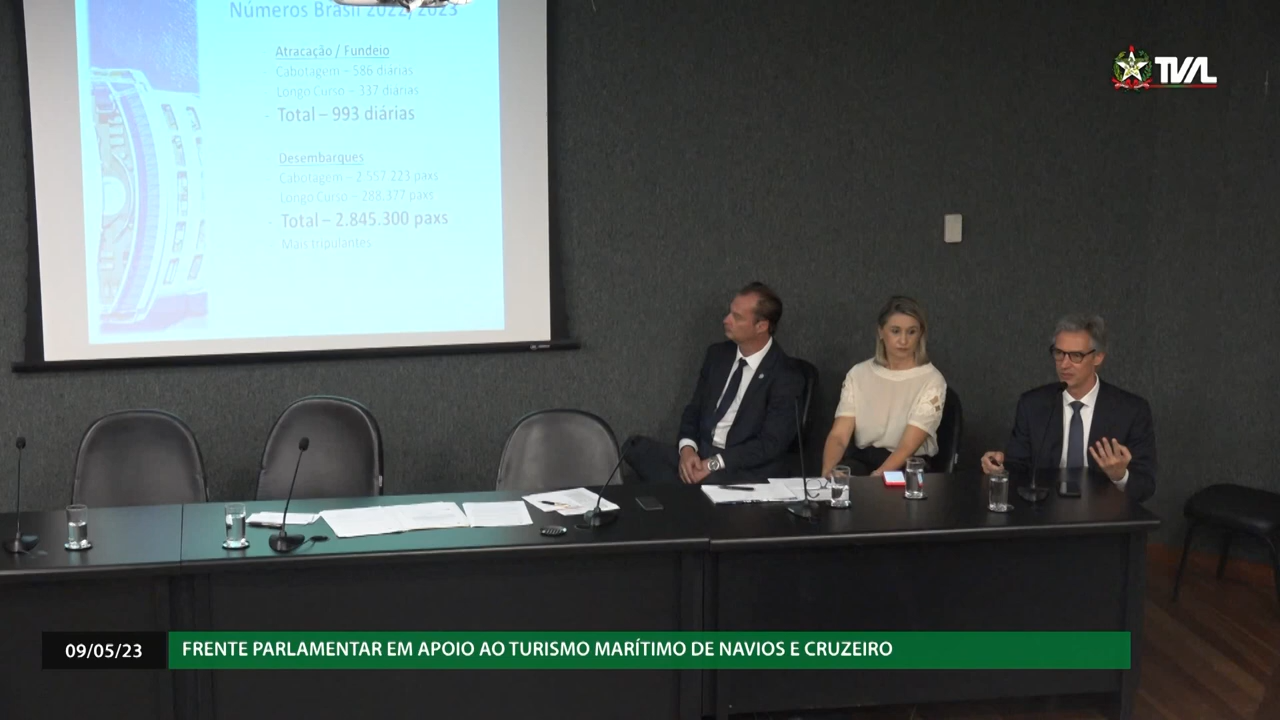 Números Brasil 2022/2023
Atracação / Fundeio
- Cabotagem – 586 diárias
Longo Curso – 337 diárias
- Total – 993 diárias
Desembarques
Cabotagem – 2.557.223 paxs
Longo Curso – 288.377 paxs
- Total – 2.845.300 paxs
Mais tripulantes
TVAL
09/05/23
FRENTE PARLAMENTAR EM APOIO AO TURISMO MARÍTIMO DE NAVIOS E CRUZEIRO